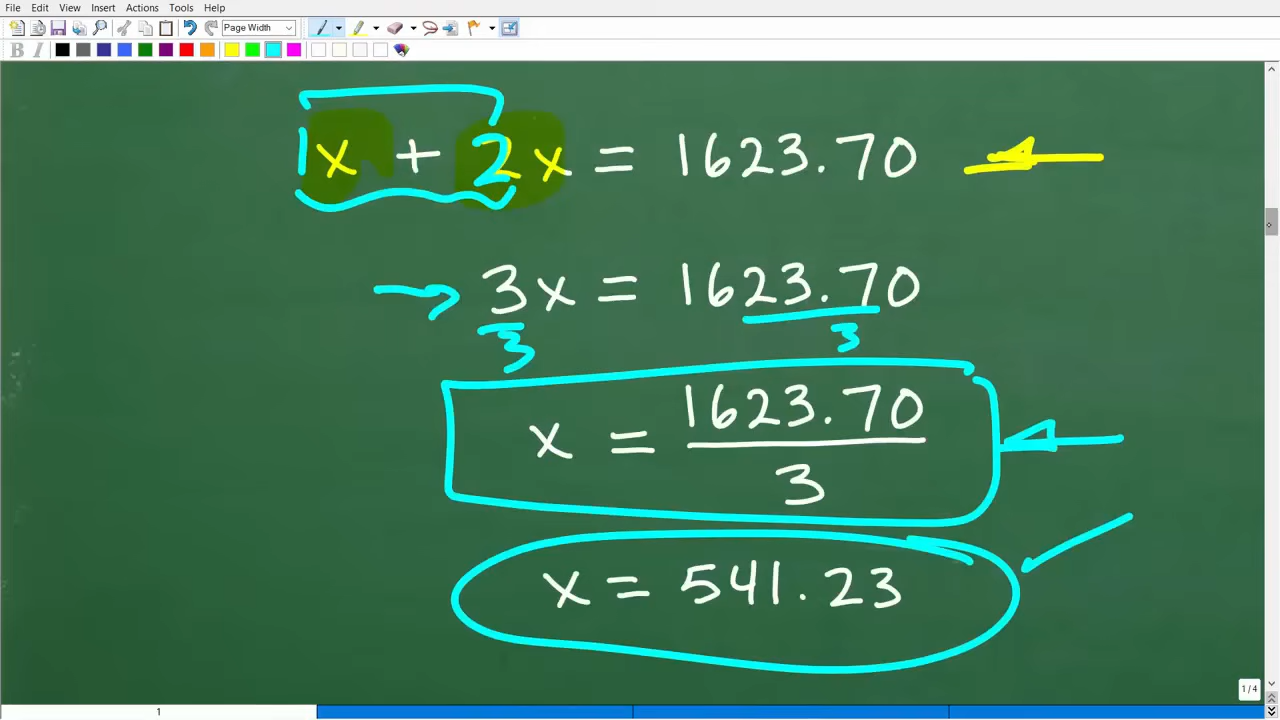 File Edit View Insert Actions Tools Help
Page Width
B I
1x + 2x = 1623.70
3x = 1623.70
3 3
x = 1623.70
3
x = 541.23
1/4
1